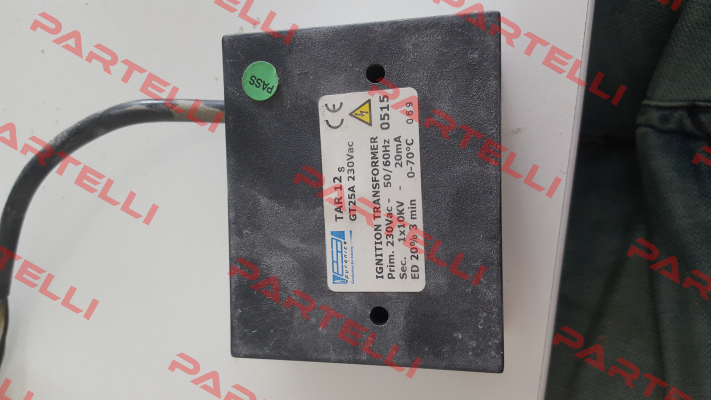 PARTELLI
PASS
TAR 12 S
GT25A 230Vac
IGNITION TRANSFORMER
Prim. 230Vac - 50/60Hz
Sec. 1x10KV - 20mA
ED 20% 3 min 0-70°C
CE
0515
069